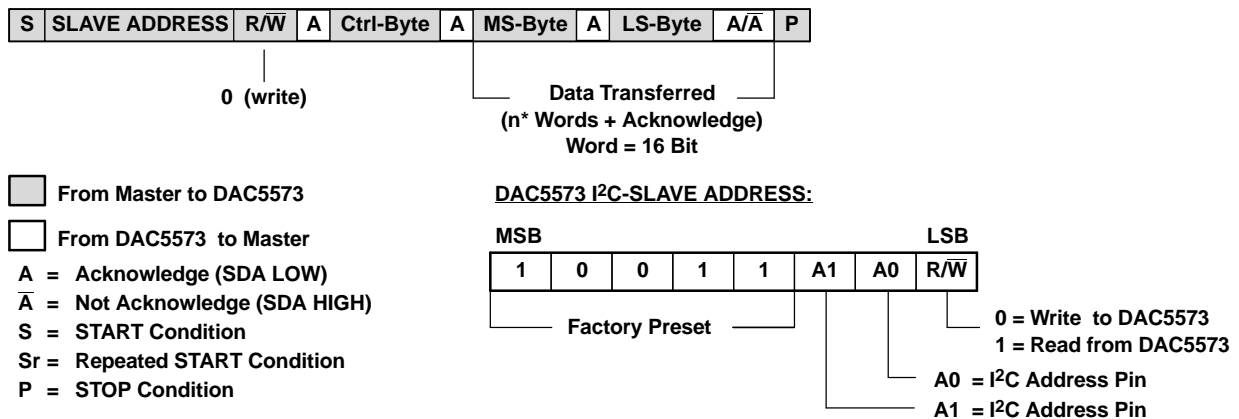 S SLAVE ADDRESS R/W̅ A Ctrl-Byte A MS-Byte A LS-Byte A/A̅ P
0 (write)
Data Transferred
(n* Words + Acknowledge)
Word = 16 Bit
From Master to DAC5573
From DAC5573 to Master
A = Acknowledge (SDA LOW)
A̅ = Not Acknowledge (SDA HIGH)
S = START Condition
Sr = Repeated START Condition
P = STOP Condition
DAC5573 I²C-SLAVE ADDRESS:
MSB LSB
1 0 0 1 1 A1 A0 R/W̅
Factory Preset
0 = Write to DAC5573
1 = Read from DAC5573
A0 = I²C Address Pin
A1 = I²C Address Pin